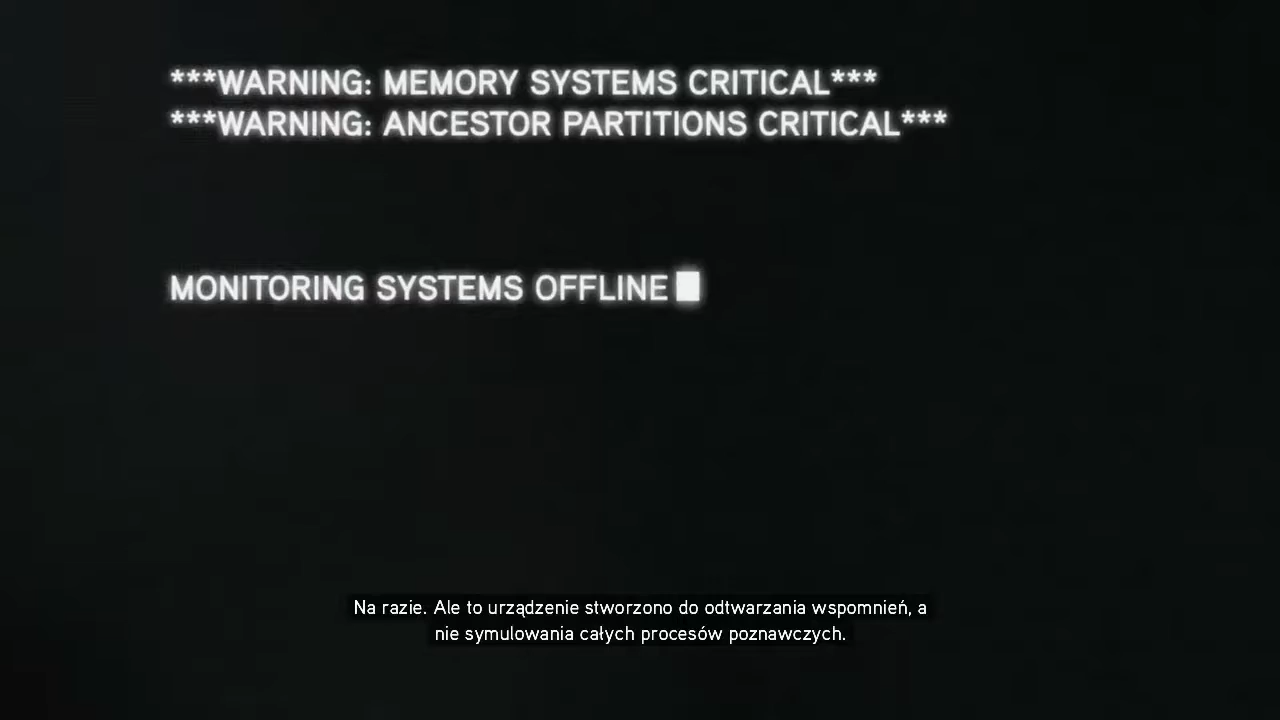 ***WARNING: MEMORY SYSTEMS CRITICAL***
***WARNING: ANCESTOR PARTITIONS CRITICAL***
MONITORING SYSTEMS OFFLINE
Na razie. Ale to urządzenie stworzono do odtwarzania wspomnień, a
nie symulowania całych procesów poznawczych.